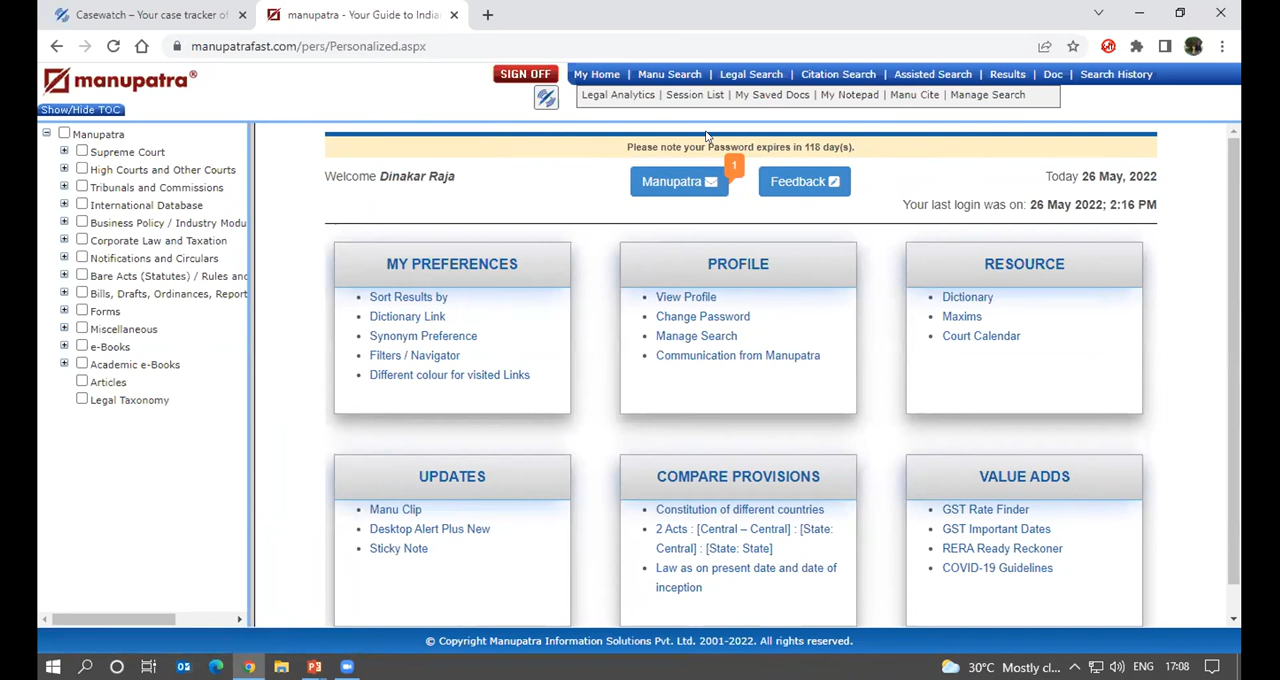 Casewatch – Your case tracker of
manupatra - Your Guide to India
manupatrafast.com/pers/Personalized.aspx
manupatra®
SIGN OFF
My Home | Manu Search | Legal Search | Citation Search | Assisted Search | Results | Doc | Search History
Legal Analytics | Session List | My Saved Docs | My Notepad | Manu Cite | Manage Search
Show/Hide TOC
Manupatra
Supreme Court
High Courts and Other Courts
Tribunals and Commissions
International Database
Business Policy / Industry Modu
Corporate Law and Taxation
Notifications and Circulars
Bare Acts (Statutes) / Rules and
Bills, Drafts, Ordinances, Report
Forms
Miscellaneous
e-Books
Academic e-Books
Articles
Legal Taxonomy
Please note your Password expires in 118 day(s).
Welcome Dinakar Raja
Manupatra
1
Feedback
Today 26 May, 2022
Your last login was on: 26 May 2022; 2:16 PM
MY PREFERENCES
Sort Results by
Dictionary Link
Synonym Preference
Filters / Navigator
Different colour for visited Links
PROFILE
View Profile
Change Password
Manage Search
Communication from Manupatra
RESOURCE
Dictionary
Maxims
Court Calendar
UPDATES
Manu Clip
Desktop Alert Plus New
Sticky Note
COMPARE PROVISIONS
Constitution of different countries
2 Acts : [Central – Central] : [State:
Central] : [State: State]
Law as on present date and date of
inception
VALUE ADDS
GST Rate Finder
GST Important Dates
RERA Ready Reckoner
COVID-19 Guidelines
© Copyright Manupatra Information Solutions Pvt. Ltd. 2001-2022. All rights reserved.
30°C Mostly cl...
ENG
17:08